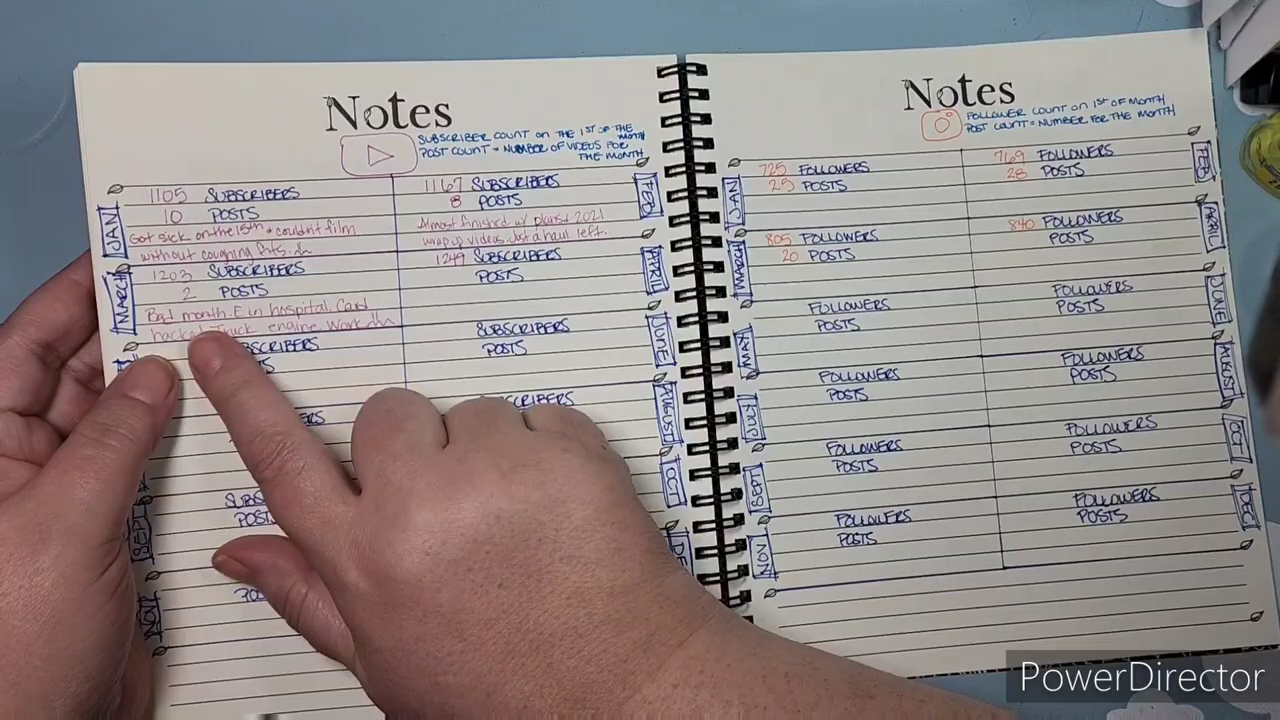 Notes
SUBSCRIBER COUNT ON THE 1ST OF THE MONTH
POST COUNT = NUMBER OF VIDEOS FOR THE MONTH
JAN
1105 SUBSCRIBERS
10 POSTS
Got sick on the 15th + couldn't film
without coughing fits.
FEB
1167 SUBSCRIBERS
8 POSTS
Almost finished w/ plans + 2021
wrap up videos. Just a haul left.
MARCH
1203 SUBSCRIBERS
2 POSTS
Bad month. E in hospital. Card
hacked. Truck engine work
APRIL
1249 SUBSCRIBERS
POSTS
SUBSCRIBERS
JUNE
SUBSCRIBERS
POSTS
AUGUST
SEPT
OCT
NOV
Notes
FOLLOWER COUNT ON 1ST OF MONTH
POST COUNT = NUMBER FOR THE MONTH
JAN
725 FOLLOWERS
25 POSTS
FEB
769 FOLLOWERS
28 POSTS
MARCH
805 FOLLOWERS
20 POSTS
APRIL
840 FOLLOWERS
POSTS
MAY
FOLLOWERS
POSTS
JUNE
FOLLOWERS
POSTS
JULY
FOLLOWERS
POSTS
AUGUST
FOLLOWERS
POSTS
SEPT
FOLLOWERS
POSTS
OCT
FOLLOWERS
POSTS
NOV
FOLLOWERS
POSTS
DEC
FOLLOWERS
POSTS
PowerDirector